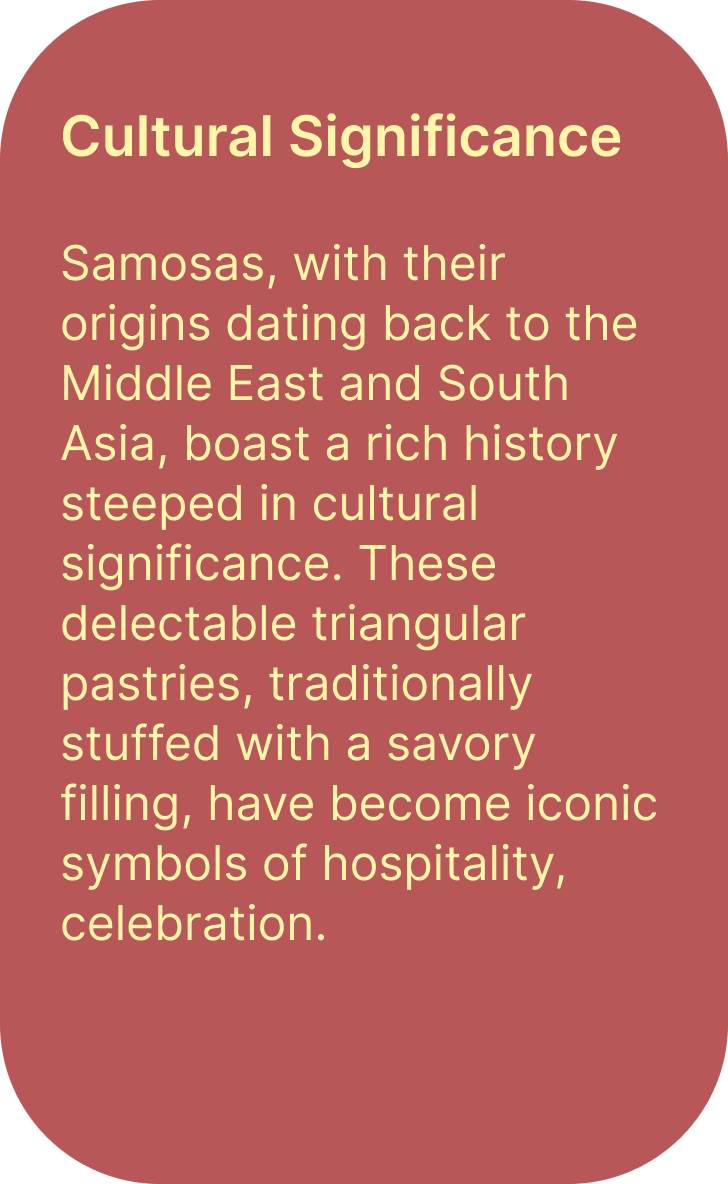 Cultural Significance
Samosas, with their
origins dating back to the
Middle East and South
Asia, boast a rich history
steeped in cultural
significance. These
delectable triangular
pastries, traditionally
stuffed with a savory
filling, have become iconic
symbols of hospitality,
celebration.